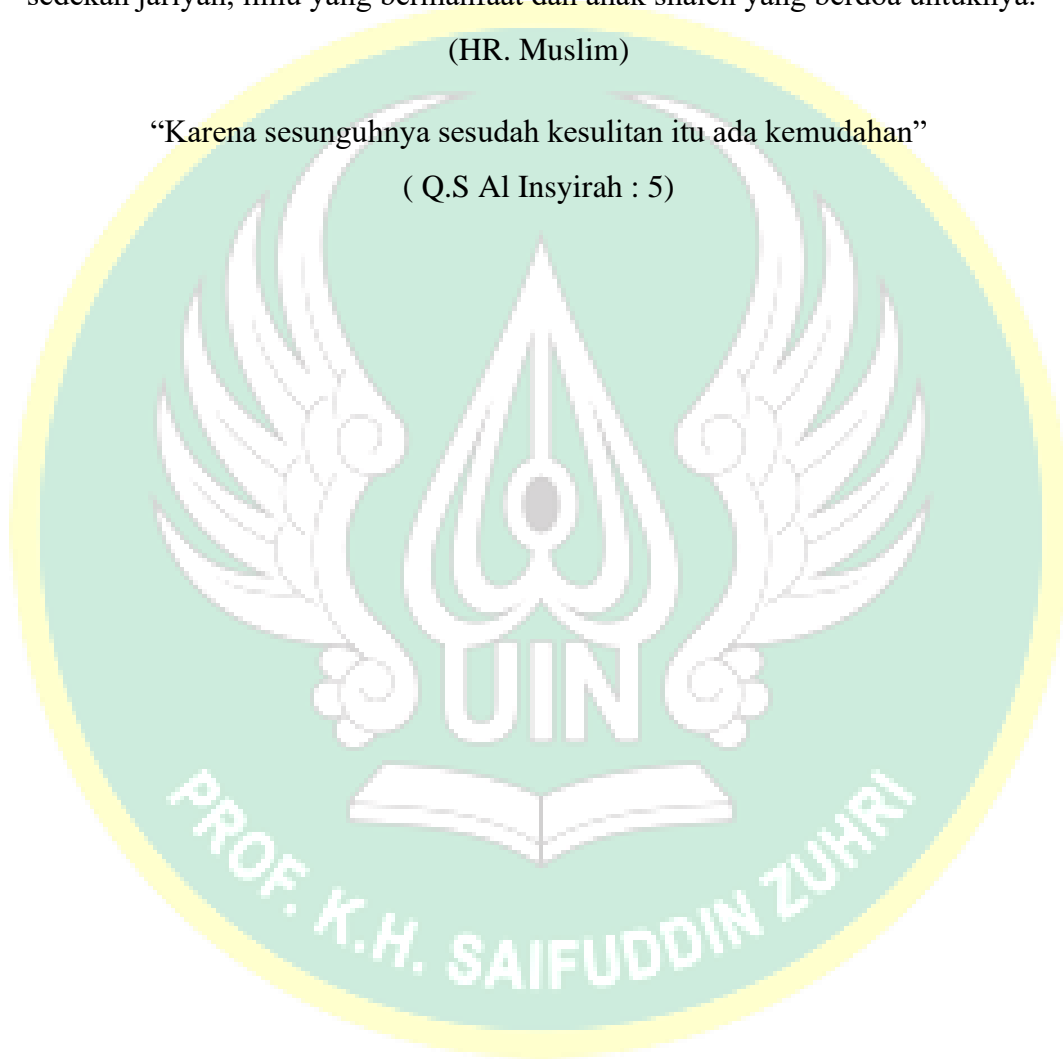 sedekah jariyah, ilmu yang bermanfaat dan anak shaleh yang berdoa untuknya.
(HR. Muslim)
“Karena sesunguhnya sesudah kesulitan itu ada kemudahan”
( Q.S Al Insyirah : 5)
UIN
PROF. K.H. SAIFUDDIN ZUHRI